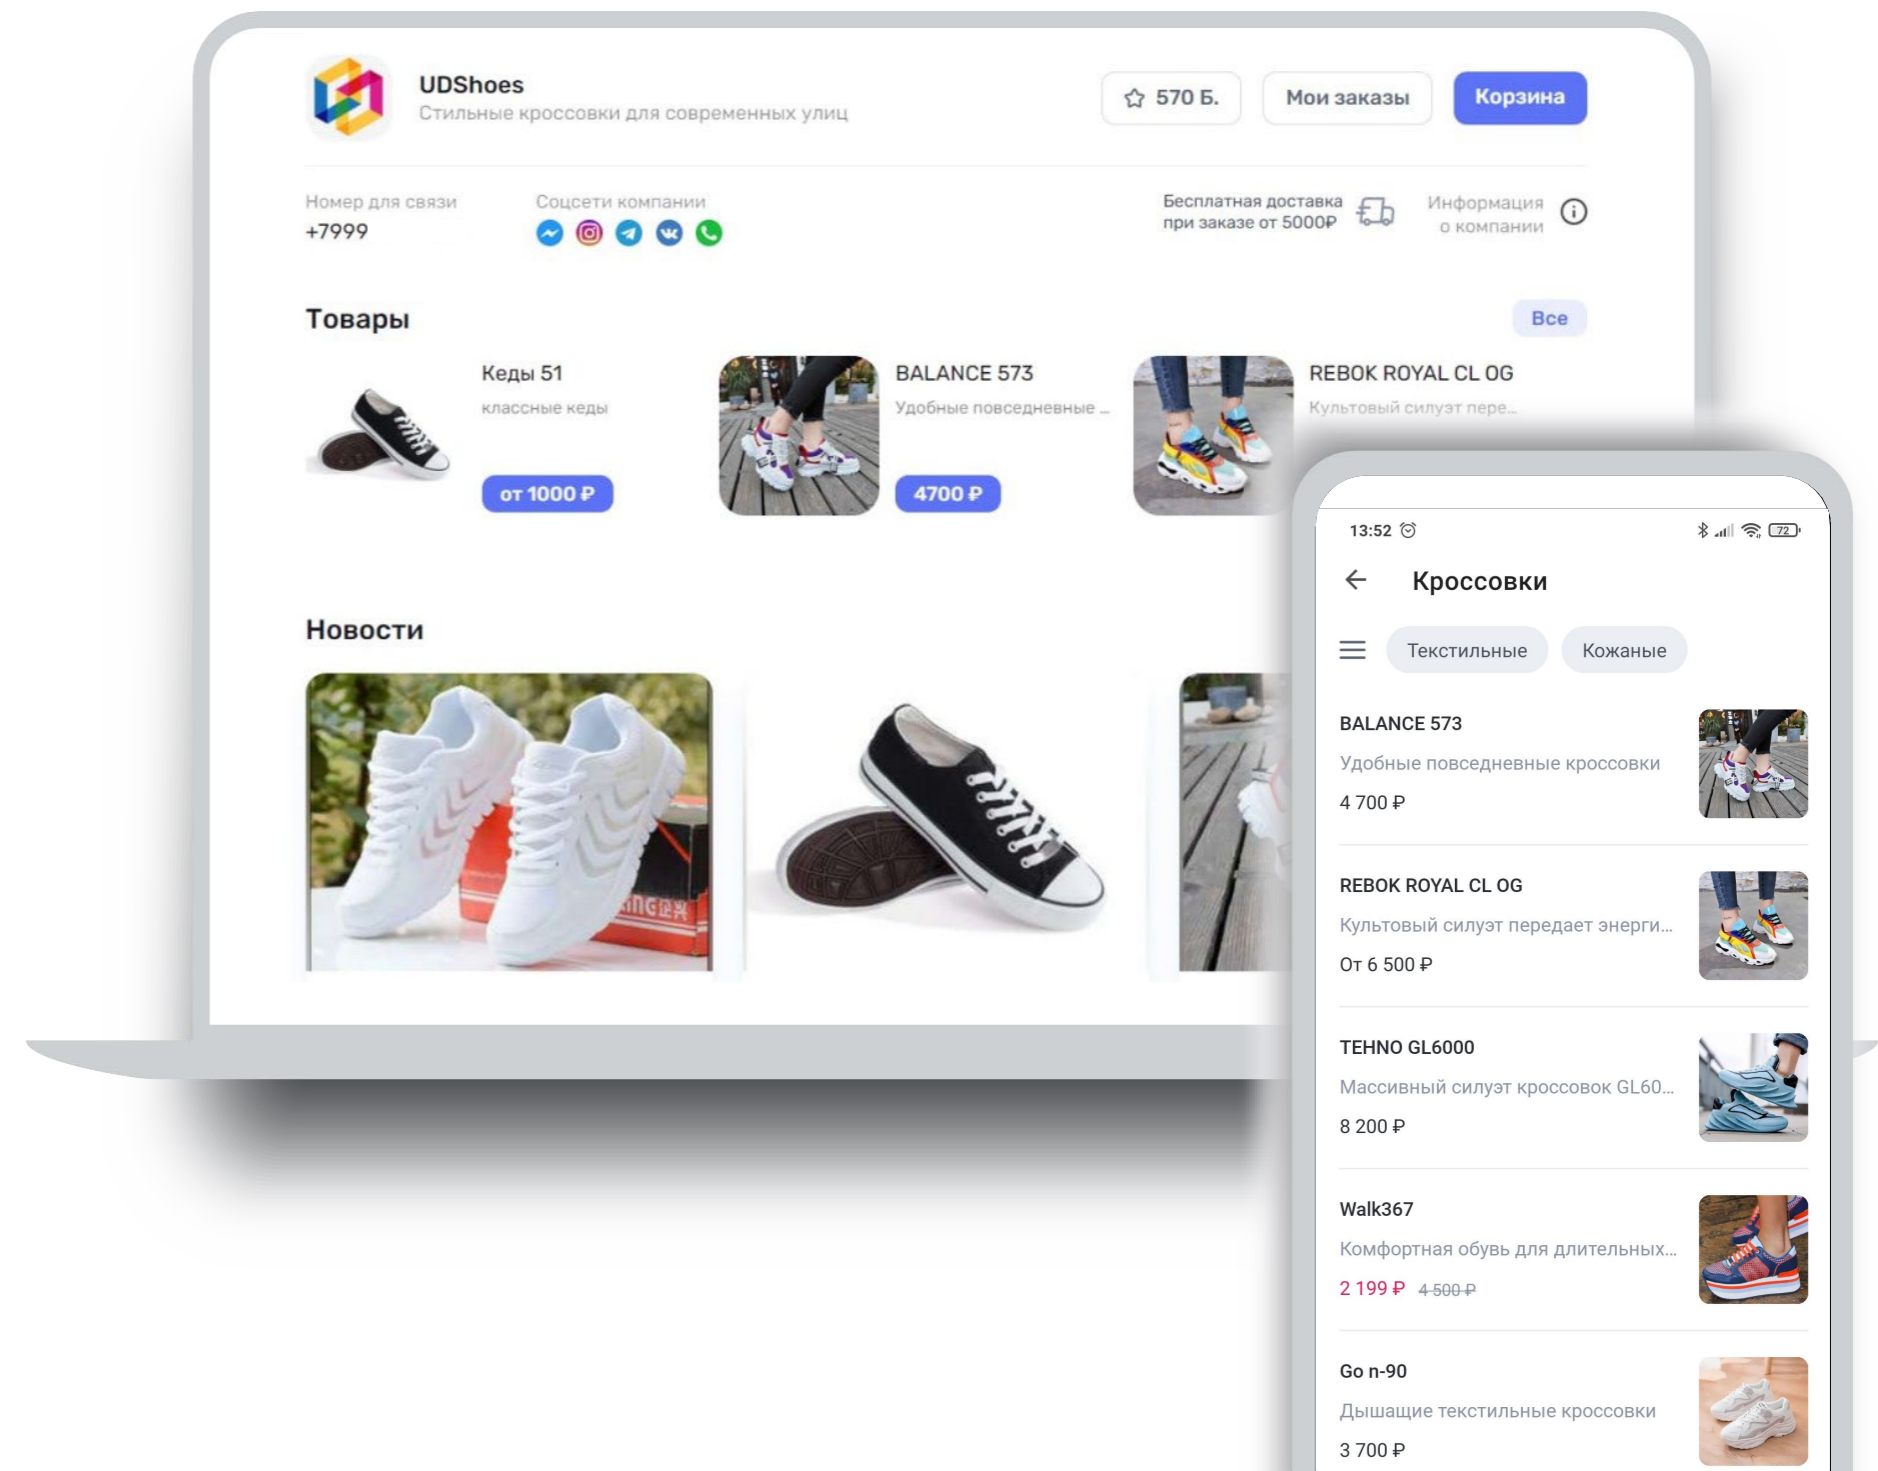 UDShoes
Стильные кроссовки для современных улиц
570 Б.
Мои заказы
Корзина
Номер для связи
+7999
Соцсети компании
Бесплатная доставка
при заказе от 5000₽
Информация
о компании
Товары
Все
Кеды 51
классные кеды
от 1000 ₽
BALANCE 573
Удобные повседневные ...
4700 ₽
REBOK ROYAL CL OG
Культовый силуэт пере...
Новости
13:52
72
Кроссовки
Текстильные
Кожаные
BALANCE 573
Удобные повседневные кроссовки
4 700 ₽
REBOK ROYAL CL OG
Культовый силуэт передает энерги...
От 6 500 ₽
TEHNO GL6000
Массивный силуэт кроссовок GL60...
8 200 ₽
Walk367
Комфортная обувь для длительных...
2 199 ₽ 4 500 ₽
Go n-90
Дышащие текстильные кроссовки
3 700 ₽